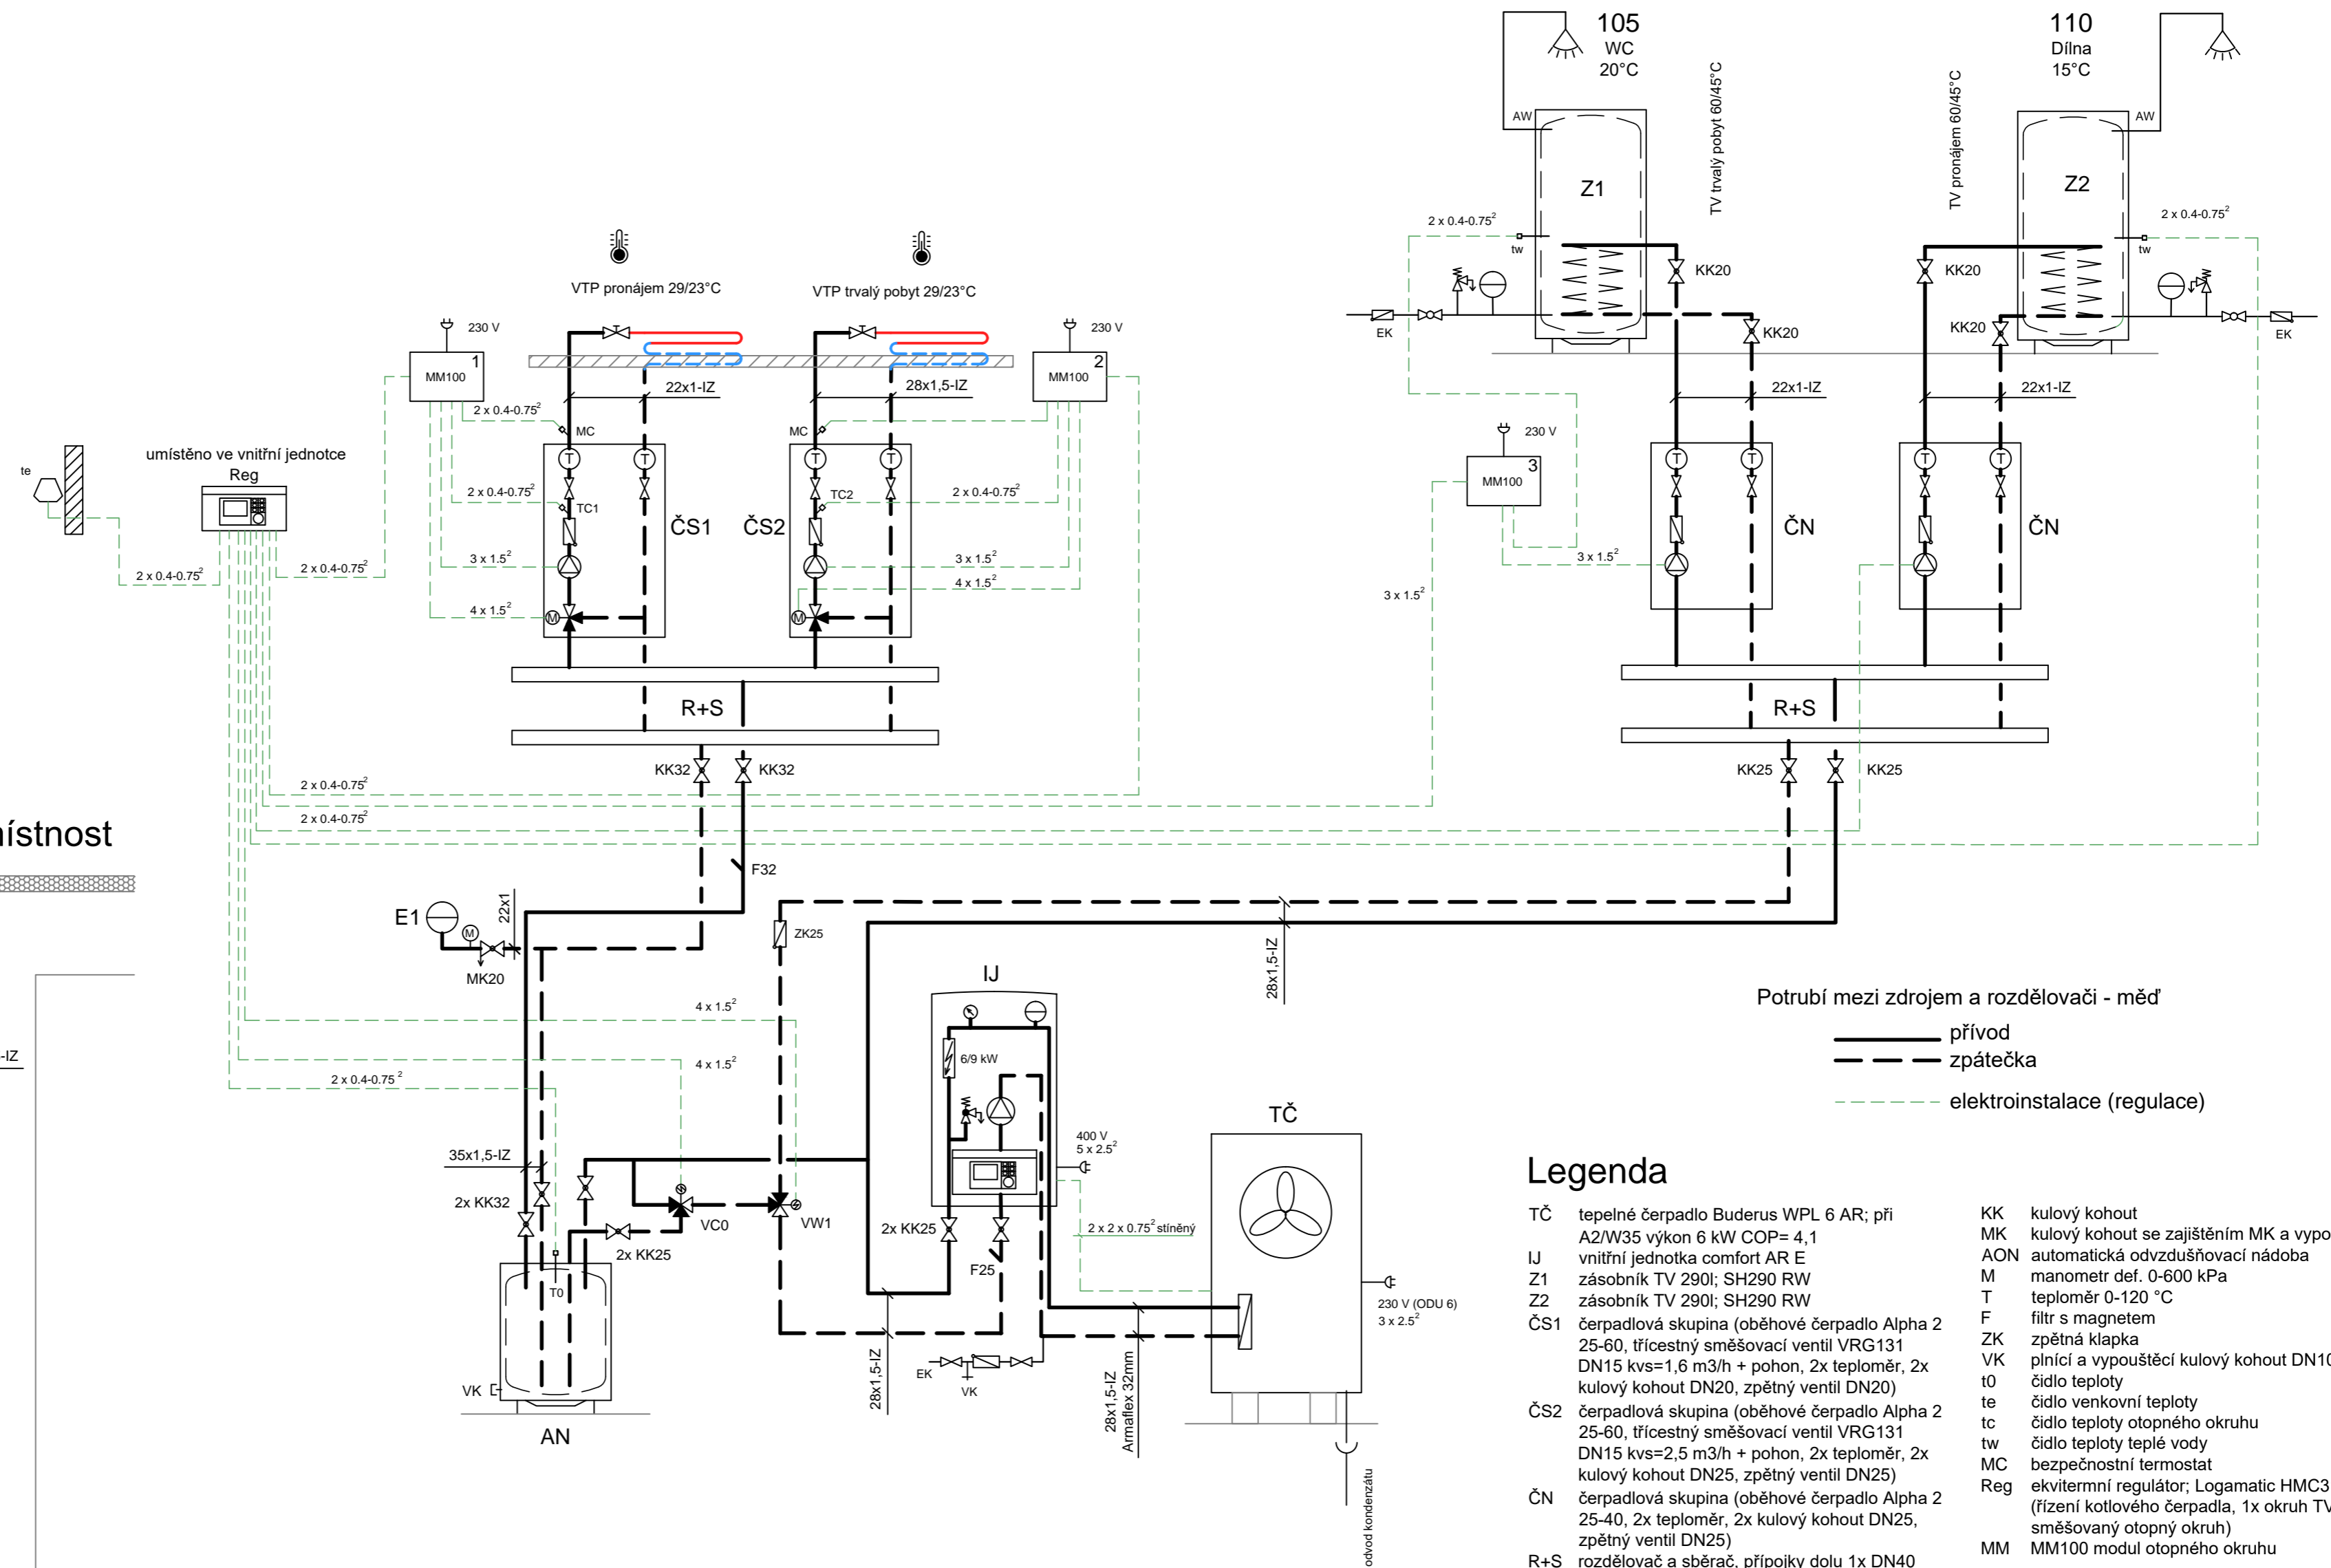 105
WC
20°C
110
Dílna
15°C
AW
AW
TV trvalý pobyt 60/45°C
TV pronájem 60/45°C
Z1
Z2
2 x 0.4-0.75²
2 x 0.4-0.75²
tw
tw
KK20
KK20
KK20
KK20
EK
EK
VTP pronájem 29/23°C
VTP trvalý pobyt 29/23°C
230 V
230 V
1
MM100
2
MM100
22x1-IZ
28x1,5-IZ
22x1-IZ
22x1-IZ
2 x 0.4-0.75²
MC
MC
230 V
3
MM100
te
umístěno ve vnitřní jednotce
Reg
T
T
T
T
T
T
T
T
2 x 0.4-0.75²
TC1
TC2
2 x 0.4-0.75²
ČS1
ČS2
ČN
ČN
2 x 0.4-0.75²
2 x 0.4-0.75²
3 x 1.5²
3 x 1.5²
4 x 1.5²
3 x 1.5²
3 x 1.5²
4 x 1.5²
M
M
R+S
R+S
KK32
KK32
KK25
KK25
2 x 0.4-0.75²
2 x 0.4-0.75²
ístnost
F32
E1
M
22x1
MK20
ZK25
28x1,5-IZ
IJ
4 x 1.5²
4 x 1.5²
2 x 0.4-0.75²
-IZ
6/9 kW
Potrubí mezi zdrojem a rozdělovači - měď
přívod
zpátečka
elektroinstalace (regulace)
TČ
400 V
5 x 2.5²
35x1,5-IZ
2x KK32
VC0
VW1
2x KK25
2x KK25
2 x 2 x 0.75² stíněný
F25
T0
230 V (ODU 6)
3 x 2.5²
28x1,5-IZ
EK
VK
28x1,5-IZ
Armaflex 32mm
VK
AN
odvod kondenzátu
Legenda
TČ tepelné čerpadlo Buderus WPL 6 AR; při
A2/W35 výkon 6 kW COP= 4,1
IJ vnitřní jednotka comfort AR E
Z1 zásobník TV 290l; SH290 RW
Z2 zásobník TV 290l; SH290 RW
ČS1 čerpadlová skupina (oběhové čerpadlo Alpha 2
25-60, třícestný směšovací ventil VRG131
DN15 kvs=1,6 m3/h + pohon, 2x teploměr, 2x
kulový kohout DN20, zpětný ventil DN20)
ČS2 čerpadlová skupina (oběhové čerpadlo Alpha 2
25-60, třícestný směšovací ventil VRG131
DN15 kvs=2,5 m3/h + pohon, 2x teploměr, 2x
kulový kohout DN25, zpětný ventil DN25)
ČN čerpadlová skupina (oběhové čerpadlo Alpha 2
25-40, 2x teploměr, 2x kulový kohout DN25,
zpětný ventil DN25)
R+S rozdělovač a sběrač, přípojky dolu 1x DN40
KK kulový kohout
MK kulový kohout se zajištěním MK a vypo
AON automatická odvzdušňovací nádoba
M manometr def. 0-600 kPa
T teploměr 0-120 °C
F filtr s magnetem
ZK zpětná klapka
VK plnící a vypouštěcí kulový kohout DN10
t0 čidlo teploty
te čidlo venkovní teploty
tc čidlo teploty otopného okruhu
tw čidlo teploty teplé vody
MC bezpečnostní termostat
Reg ekvitermní regulátor; Logamatic HMC3
(řízení kotlového čerpadla, 1x okruh TV
směšovaný otopný okruh)
MM MM100 modul otopného okruhu